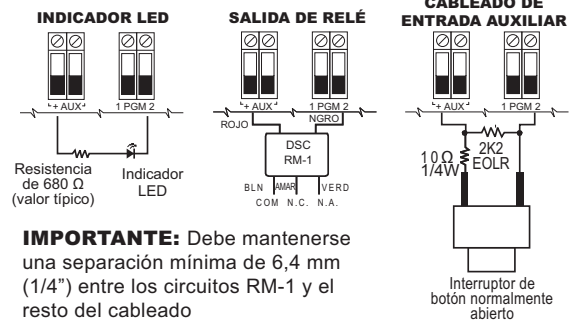 INDICADOR LED
+ AUX
1 PGM 2
Resistencia
de 680 Ω
(valor típico)
Indicador
LED
SALIDA DE RELÉ
+ AUX
1 PGM 2
ROJO
NGRO
DSC
RM-1
BLN AMAR VERD
COM N.C. N.A.
CABLEADO DE
ENTRADA AUXILIAR
+ AUX
1 PGM 2
10 Ω
1/4W
2K2
EOLR
Interruptor de
botón normalmente
abierto
IMPORTANTE: Debe mantenerse
una separación mínima de 6,4 mm
(1/4”) entre los circuitos RM-1 y el
resto del cableado